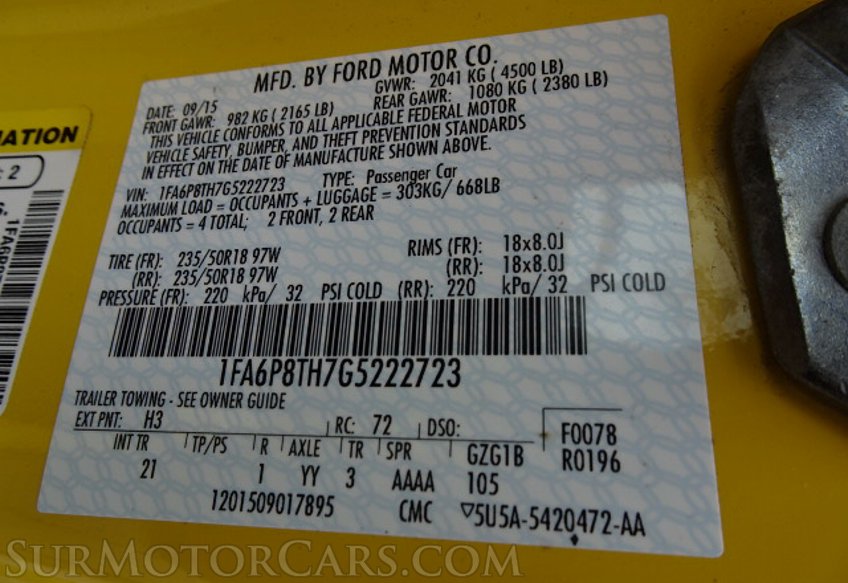 MFD. BY FORD MOTOR CO.
DATE: 09/15 GVWR: 2041 KG ( 4500 LB)
FRONT GAWR: 982 KG ( 2165 LB) REAR GAWR: 1080 KG ( 2380 LB)
THIS VEHICLE CONFORMS TO ALL APPLICABLE FEDERAL MOTOR
VEHICLE SAFETY, BUMPER, AND THEFT PREVENTION STANDARDS
IN EFFECT ON THE DATE OF MANUFACTURE SHOWN ABOVE.
VIN: 1FA6P8TH7G5222723 TYPE: Passenger Car
MAXIMUM LOAD = OCCUPANTS + LUGGAGE = 303KG/ 668LB
OCCUPANTS = 4 TOTAL; 2 FRONT, 2 REAR
TIRE (FR): 235/50R18 97W RIMS (FR): 18x8.0J
(RR): 235/50R18 97W (RR): 18x8.0J
PRESSURE (FR): 220 kPa/ 32 PSI COLD (RR): 220 kPa/ 32 PSI COLD
1FA6P8TH7G5222723
TRAILER TOWING - SEE OWNER GUIDE
EXT PNT: H3 RC: 72 DSO: F0078
INT TR TP/PS R AXLE TR SPR GZG1B R0196
21 1 YY 3 AAAA 105
1201509017895 CMC ▽5U5A-5420472-AA
ATION
: 2
SURMOTORCARS.COM